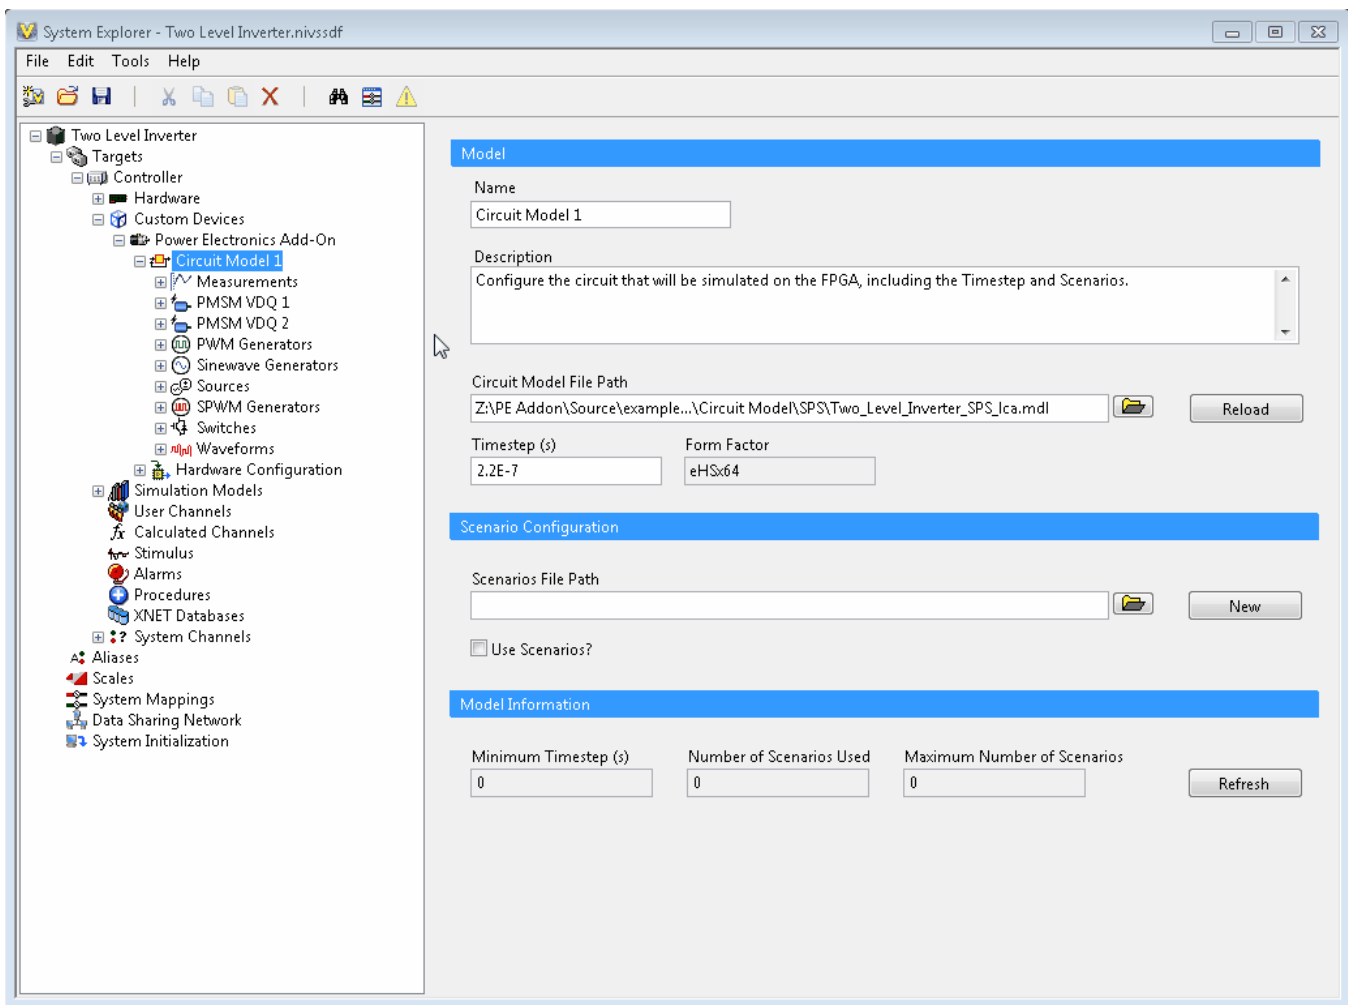 System Explorer - Two Level Inverter.nivssdf
File Edit Tools Help
Two Level Inverter
Targets
Controller
Hardware
Custom Devices
Power Electronics Add-On
Circuit Model 1
Measurements
PMSM VDQ 1
PMSM VDQ 2
PWM Generators
Sinewave Generators
Sources
SPWM Generators
Switches
Waveforms
Hardware Configuration
Simulation Models
User Channels
Calculated Channels
Stimulus
Alarms
Procedures
XNET Databases
System Channels
Aliases
Scales
System Mappings
Data Sharing Network
System Initialization
Model
Name
Circuit Model 1
Description
Configure the circuit that will be simulated on the FPGA, including the Timestep and Scenarios.
Circuit Model File Path
Z:\PE Addon\Source\example...\Circuit Model\SPS\Two_Level_Inverter_SPS_Ica.mdl
Reload
Timestep (s) Form Factor
2.2E-7 eHSx64
Scenario Configuration
Scenarios File Path
New
Use Scenarios?
Model Information
Minimum Timestep (s) Number of Scenarios Used Maximum Number of Scenarios
0 0 0 Refresh